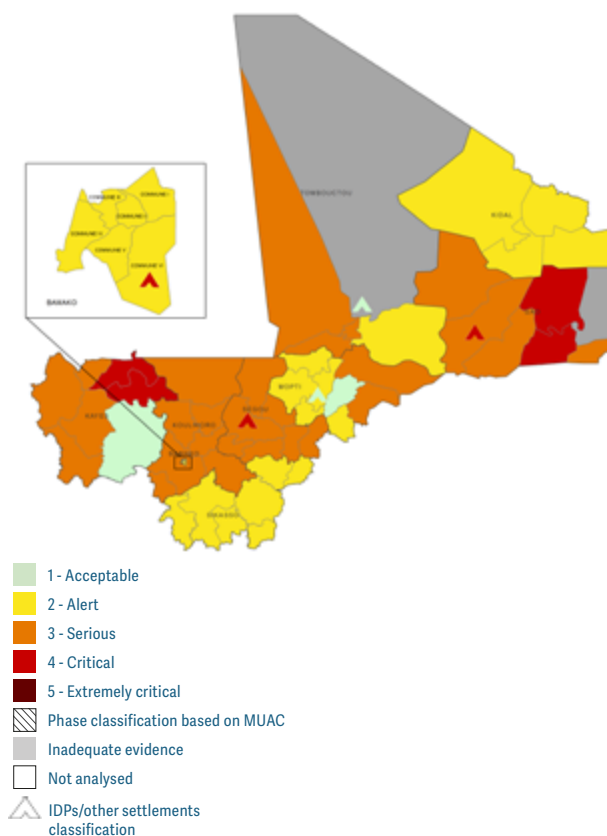 TOMBOUCTOU
KIDAL
COMMUNE I
BAMAKO
MOPTI
SEGOU
KOULIKORO
SIKASSO
1 - Acceptable
2 - Alert
3 - Serious
4 - Critical
5 - Extremely critical
Phase classification based on MUAC
Inadequate evidence
Not analysed
IDPs/other settlements
classification